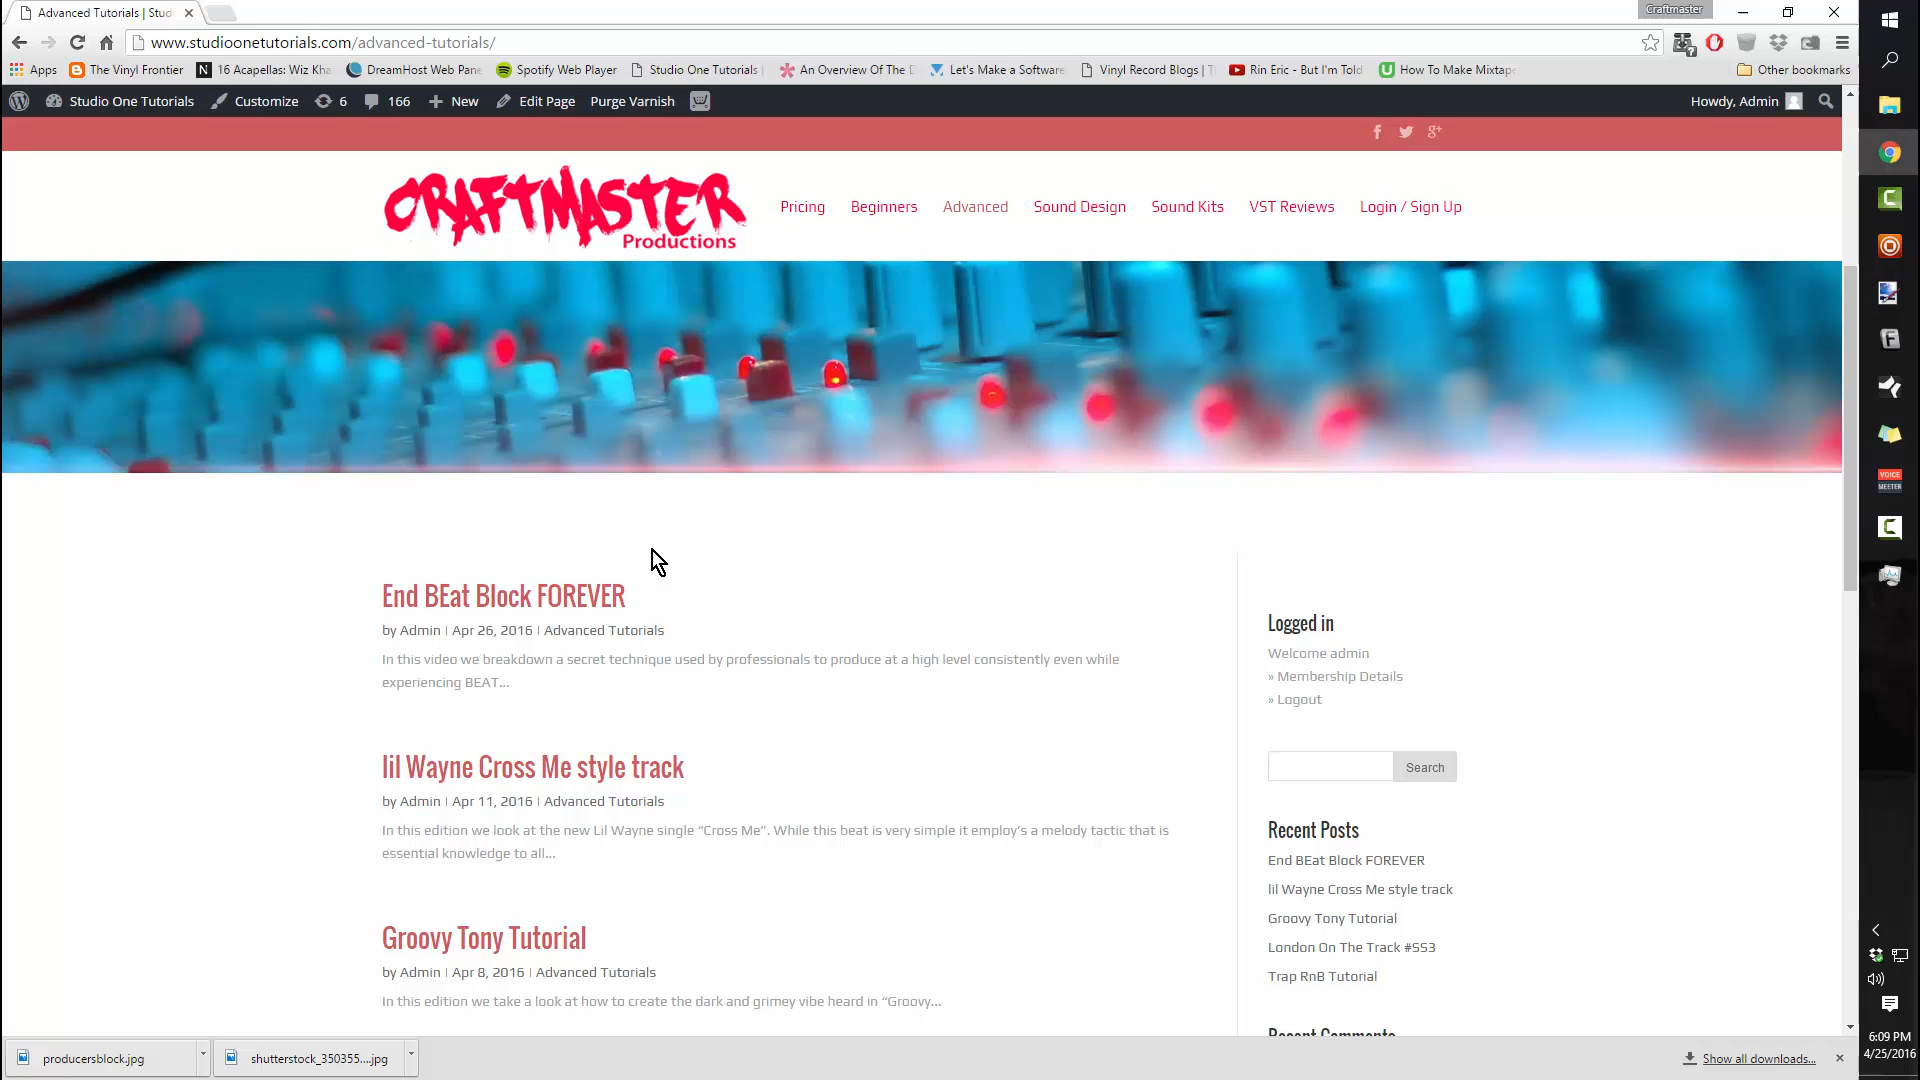 Advanced Tutorials | Stud
Craftmaster
www.studioonetutorials.com/advanced-tutorials/
Apps
The Vinyl Frontier
16 Acapellas: Wiz Kha
DreamHost Web Pane
Spotify Web Player
Studio One Tutorials
An Overview Of The D
Let's Make a Software
Vinyl Record Blogs | T
Rin Eric - But I'm Told
How To Make Mixtape
Other bookmarks
Studio One Tutorials
Customize
6
166
New
Edit Page
Purge Varnish
Howdy, Admin
CRAFTMASTER
Productions
Pricing
Beginners
Advanced
Sound Design
Sound Kits
VST Reviews
Login / Sign Up
End BEat Block FOREVER
by Admin | Apr 26, 2016 | Advanced Tutorials
In this video we breakdown a secret technique used by professionals to produce at a high level consistently even while
experiencing BEAT...
lil Wayne Cross Me style track
by Admin | Apr 11, 2016 | Advanced Tutorials
In this edition we look at the new Lil Wayne single “Cross Me”. While this beat is very simple it employ’s a melody tactic that is
essential knowledge to all...
Groovy Tony Tutorial
by Admin | Apr 8, 2016 | Advanced Tutorials
In this edition we take a look at how to create the dark and grimey vibe heard in “Groovy...
Logged in
Welcome admin
» Membership Details
» Logout
Search
Recent Posts
End BEat Block FOREVER
lil Wayne Cross Me style track
Groovy Tony Tutorial
London On The Track #SS3
Trap RnB Tutorial
Recent Comments
VOICE
MEETER
producersblock.jpg
shutterstock_350355....jpg
Show all downloads...
6:09 PM
4/25/2016